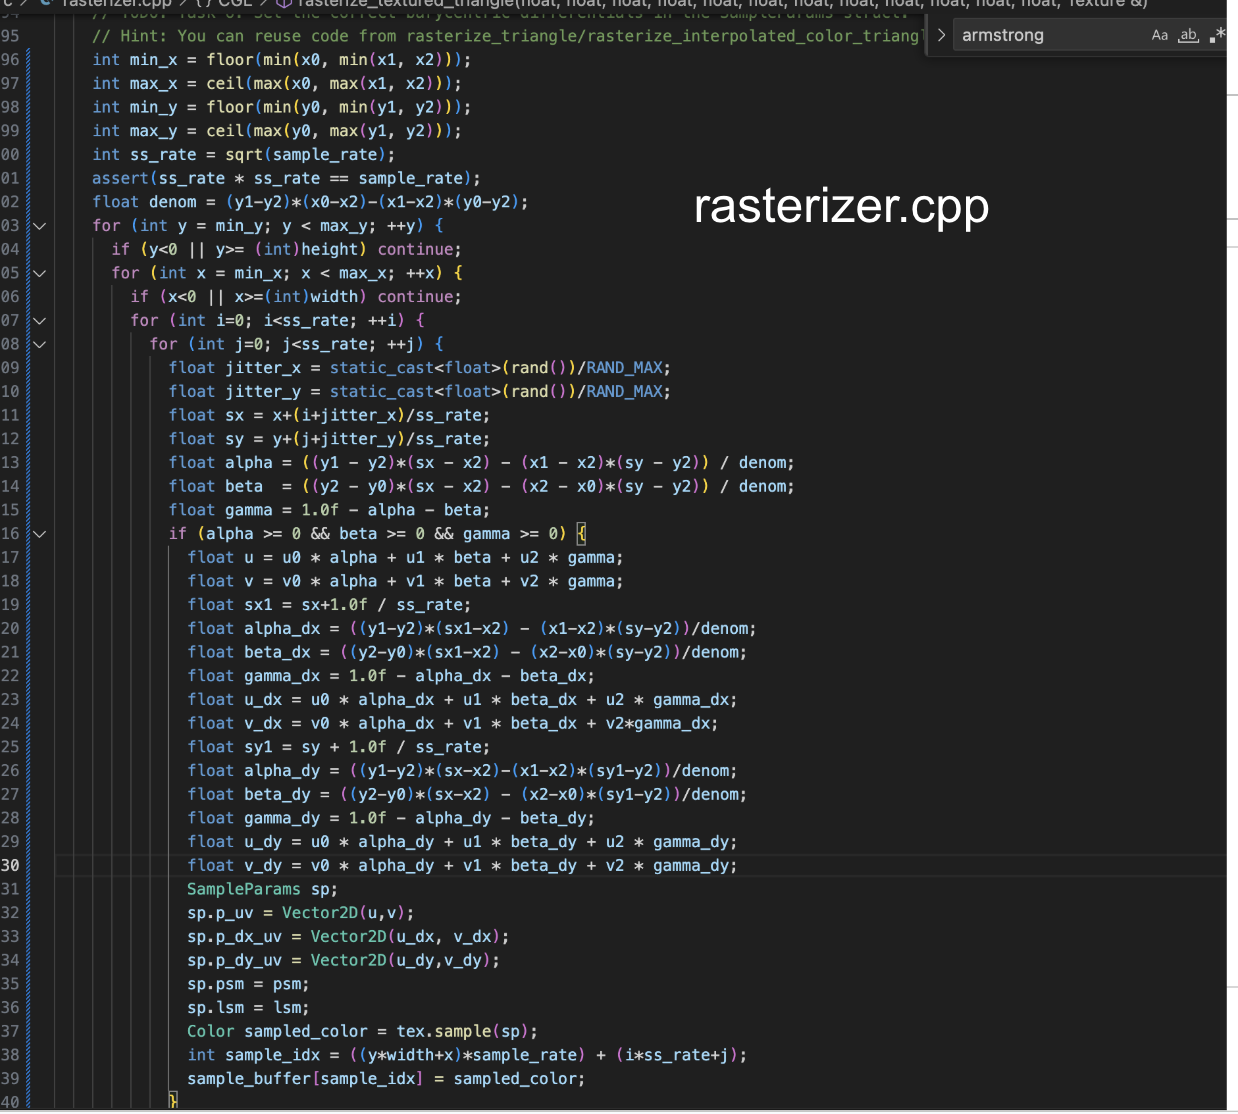 c > rasterizer.cpp > { } CGL > rasterize_textured_triangle(float, float, float, float, float, float, float, float, float, float, float, float, Texture &)
// TODO: Task 6: Set the correct barycentric differentials in the SampleParams struct.
95 // Hint: You can reuse code from rasterize_triangle/rasterize_interpolated_color_triang
armstrong Aa ab .*
96 int min_x = floor(min(x0, min(x1, x2)));
97 int max_x = ceil(max(x0, max(x1, x2)));
98 int min_y = floor(min(y0, min(y1, y2)));
99 int max_y = ceil(max(y0, max(y1, y2)));
00 int ss_rate = sqrt(sample_rate);
01 assert(ss_rate * ss_rate == sample_rate);
02 float denom = (y1-y2)*(x0-x2)-(x1-x2)*(y0-y2);
rasterizer.cpp
03 for (int y = min_y; y < max_y; ++y) {
04 if (y<0 || y>= (int)height) continue;
05 for (int x = min_x; x < max_x; ++x) {
06 if (x<0 || x>=(int)width) continue;
07 for (int i=0; i<ss_rate; ++i) {
08 for (int j=0; j<ss_rate; ++j) {
09 float jitter_x = static_cast<float>(rand())/RAND_MAX;
10 float jitter_y = static_cast<float>(rand())/RAND_MAX;
11 float sx = x+(i+jitter_x)/ss_rate;
12 float sy = y+(j+jitter_y)/ss_rate;
13 float alpha = ((y1 - y2)*(sx - x2) - (x1 - x2)*(sy - y2)) / denom;
14 float beta  = ((y2 - y0)*(sx - x2) - (x2 - x0)*(sy - y2)) / denom;
15 float gamma = 1.0f - alpha - beta;
16 if (alpha >= 0 && beta >= 0 && gamma >= 0) {
17 float u = u0 * alpha + u1 * beta + u2 * gamma;
18 float v = v0 * alpha + v1 * beta + v2 * gamma;
19 float sx1 = sx+1.0f / ss_rate;
20 float alpha_dx = ((y1-y2)*(sx1-x2) - (x1-x2)*(sy-y2))/denom;
21 float beta_dx = ((y2-y0)*(sx1-x2) - (x2-x0)*(sy-y2))/denom;
22 float gamma_dx = 1.0f - alpha_dx - beta_dx;
23 float u_dx = u0 * alpha_dx + u1 * beta_dx + u2 * gamma_dx;
24 float v_dx = v0 * alpha_dx + v1 * beta_dx + v2*gamma_dx;
25 float sy1 = sy + 1.0f / ss_rate;
26 float alpha_dy = ((y1-y2)*(sx-x2)-(x1-x2)*(sy1-y2))/denom;
27 float beta_dy = ((y2-y0)*(sx-x2) - (x2-x0)*(sy1-y2))/denom;
28 float gamma_dy = 1.0f - alpha_dy - beta_dy;
29 float u_dy = u0 * alpha_dy + u1 * beta_dy + u2 * gamma_dy;
30 float v_dy = v0 * alpha_dy + v1 * beta_dy + v2 * gamma_dy;
31 SampleParams sp;
32 sp.p_uv = Vector2D(u,v);
33 sp.p_dx_uv = Vector2D(u_dx, v_dx);
34 sp.p_dy_uv = Vector2D(u_dy,v_dy);
35 sp.psm = psm;
36 sp.lsm = lsm;
37 Color sampled_color = tex.sample(sp);
38 int sample_idx = ((y*width+x)*sample_rate) + (i*ss_rate+j);
39 sample_buffer[sample_idx] = sampled_color;
40 }